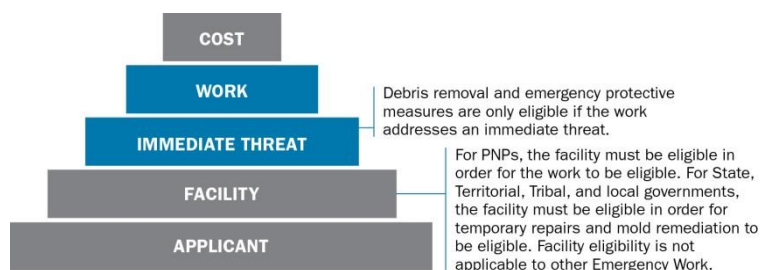 COST
WORK
IMMEDIATE THREAT
FACILITY
APPLICANT
Debris removal and emergency protective
measures are only eligible if the work
addresses an immediate threat.
For PNPs, the facility must be eligible in
order for the work to be eligible. For State,
Territorial, Tribal, and local governments,
the facility must be eligible in order for
temporary repairs and mold remediation to
be eligible. Facility eligibility is not
applicable to other Emergency Work.